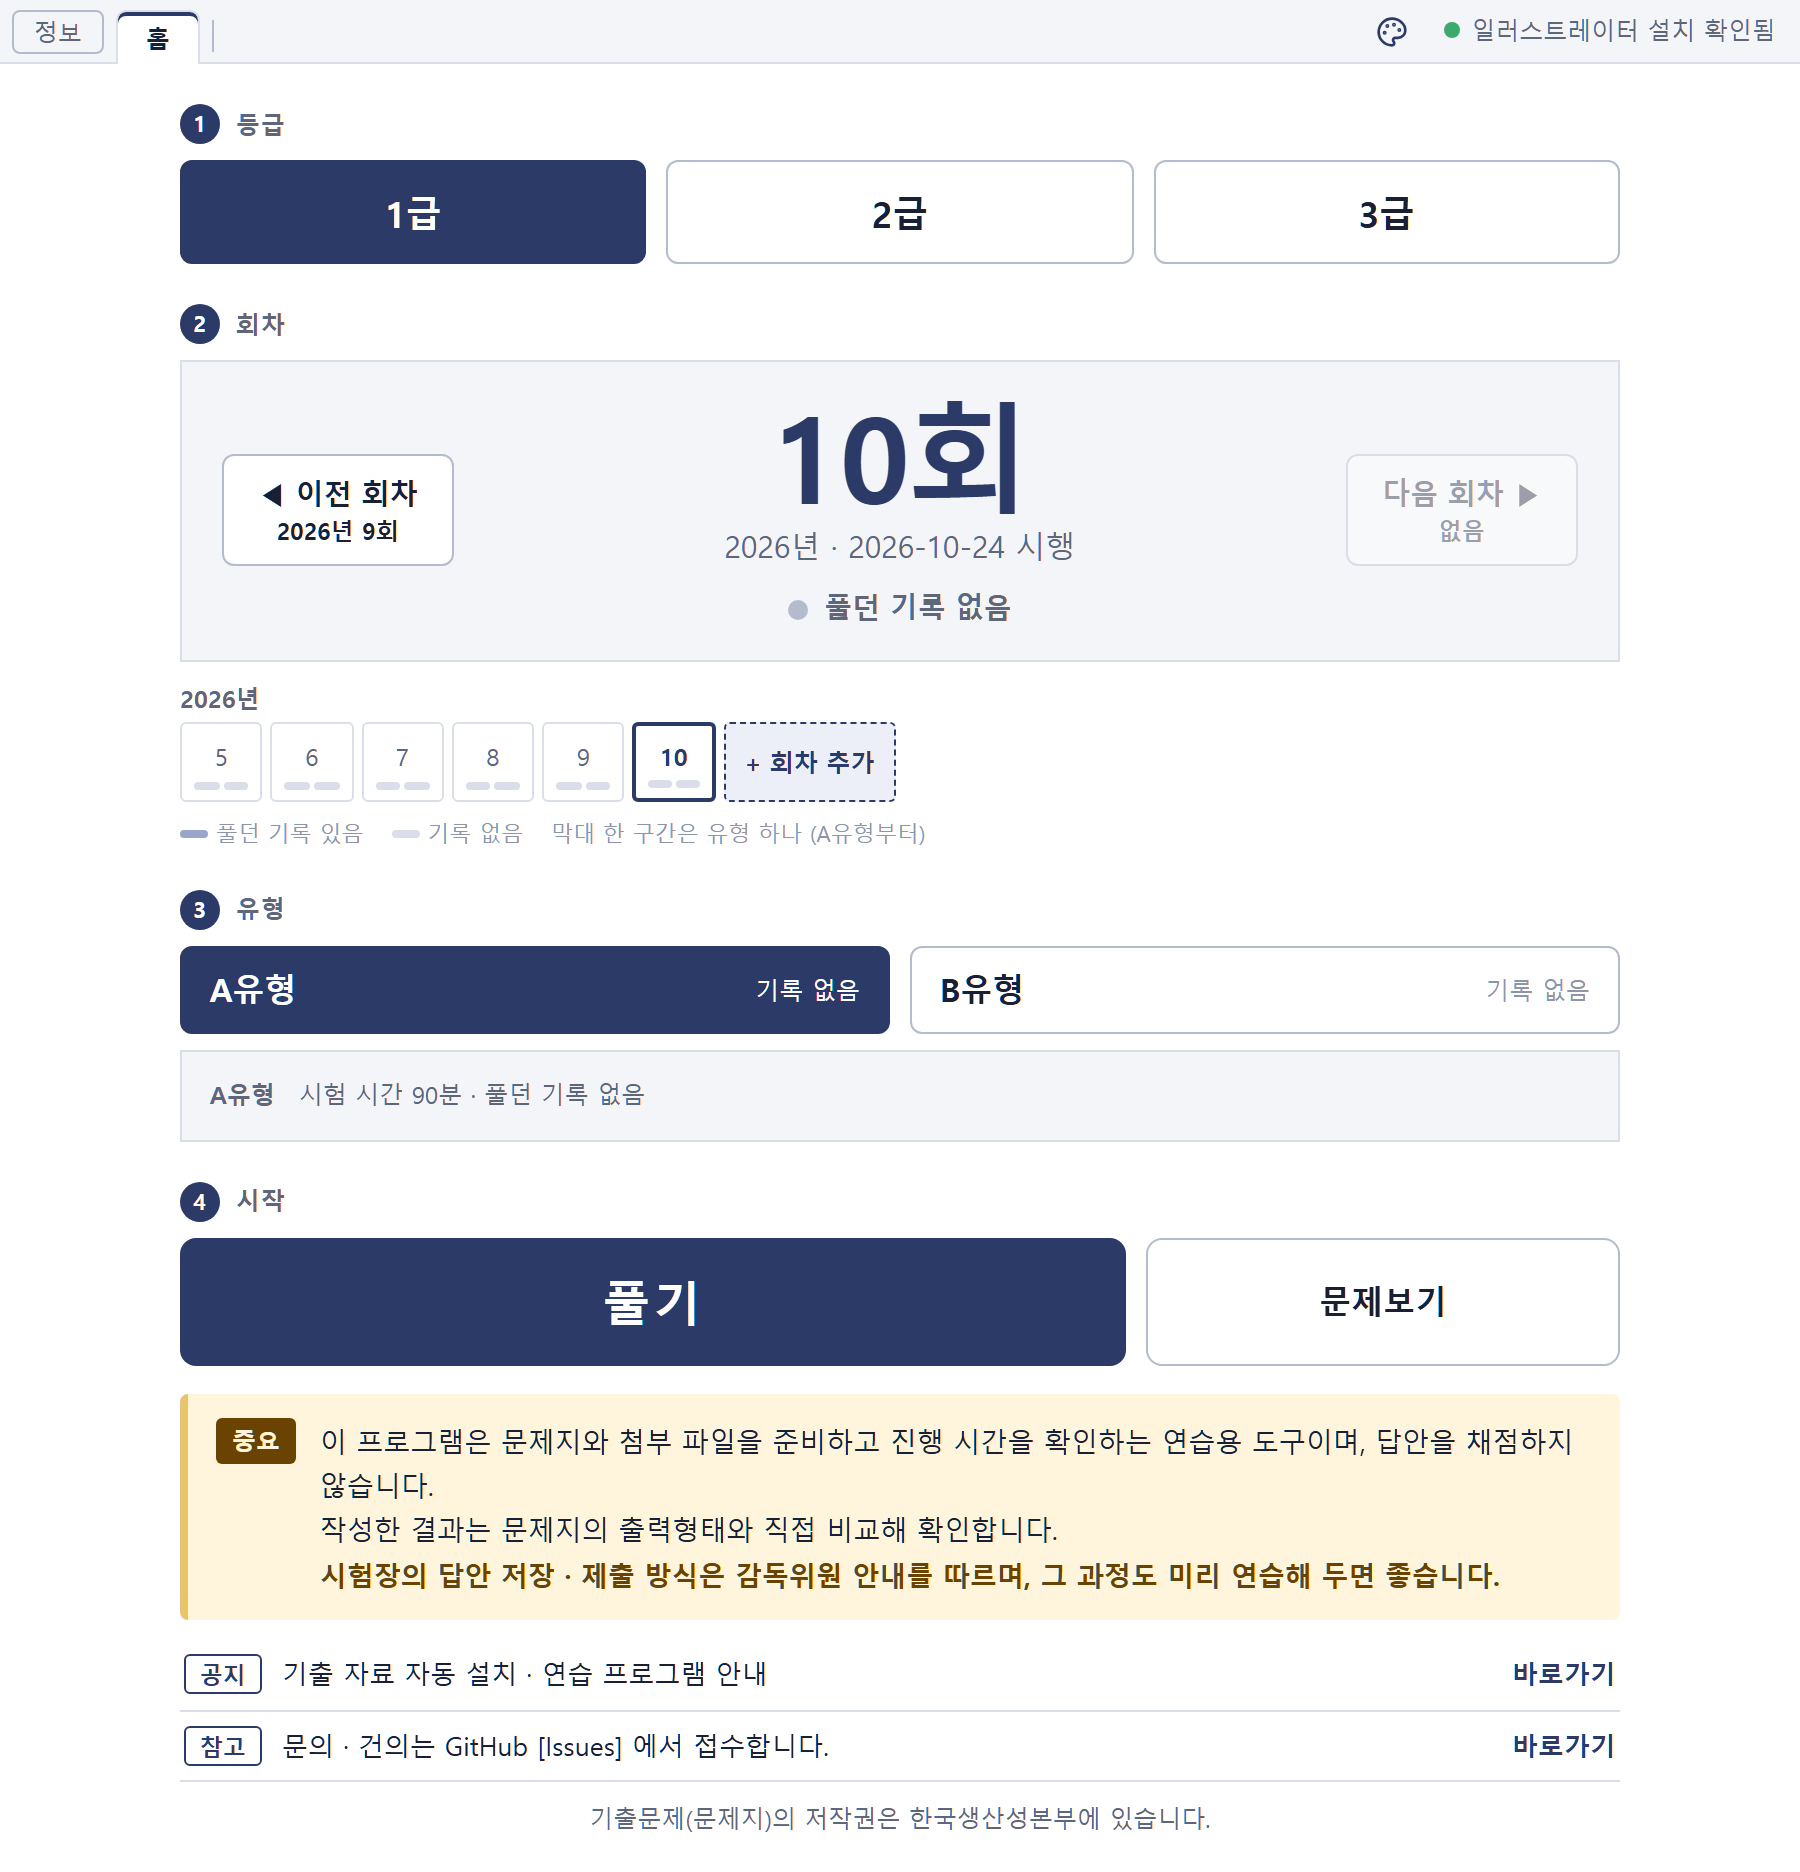 정보
홈
일러스트레이터 설치 확인됨
1 등급
1급
2급
3급
2 회차
◀ 이전 회차
2026년 9회
10회
2026년 · 2026-10-24 시행
풀던 기록 없음
다음 회차 ▶
없음
2026년
5
6
7
8
9
10
+ 회차 추가
풀던 기록 있음 기록 없음 막대 한 구간은 유형 하나 (A유형부터)
3 유형
A유형 기록 없음
B유형 기록 없음
A유형 시험 시간 90분 · 풀던 기록 없음
4 시작
풀기
문제보기
중요
이 프로그램은 문제지와 첨부 파일을 준비하고 진행 시간을 확인하는 연습용 도구이며, 답안을 채점하지
않습니다.
작성한 결과는 문제지의 출력형태와 직접 비교해 확인합니다.
시험장의 답안 저장 · 제출 방식은 감독위원 안내를 따르며, 그 과정도 미리 연습해 두면 좋습니다.
공지 기출 자료 자동 설치 · 연습 프로그램 안내 바로가기
참고 문의 · 건의는 GitHub [Issues] 에서 접수합니다. 바로가기
기출문제(문제지)의 저작권은 한국생산성본부에 있습니다.